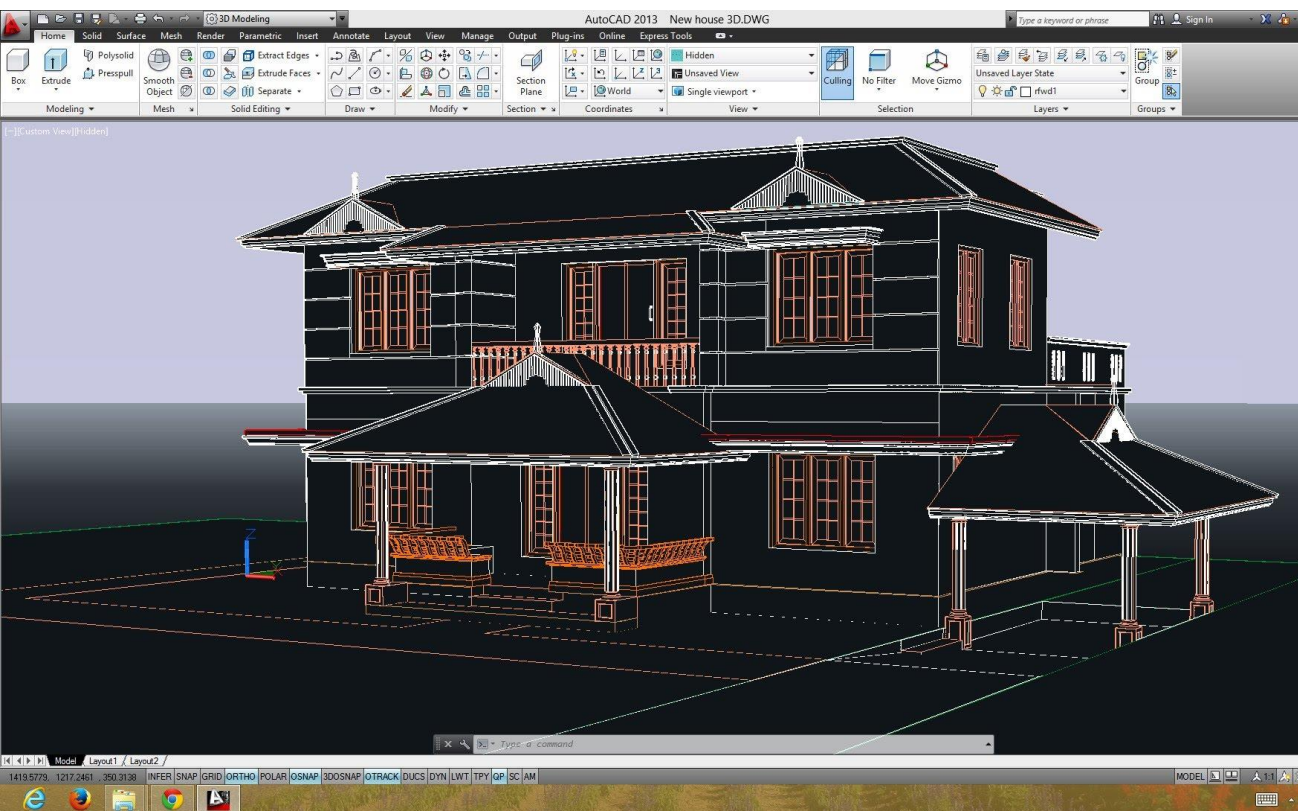 3D Modeling
AutoCAD 2013 New house 3D.DWG
Type a keyword or phrase
Sign In
Home Solid Surface Mesh Render Parametric Insert Annotate Layout View Manage Output Plug-ins Online Express Tools
Box
Extrude
Polysolid
Presspull
Smooth Object
Extract Edges
Extrude Faces
Separate
Section Plane
World
Hidden
Unsaved View
Single viewport
Culling
No Filter
Move Gizmo
Unsaved Layer State
rfwd1
Group
Modeling Mesh Solid Editing Draw Modify Section Coordinates View Selection Layers Groups
[−][Custom View][Hidden]
Z
Type a command
Model Layout1 Layout2
1419.5779, 1217.2461 , 350.3138 INFER SNAP GRID ORTHO POLAR OSNAP 3DOSNAP OTRACK DUCS DYN LWT TPY QP SC AM MODEL 1:1